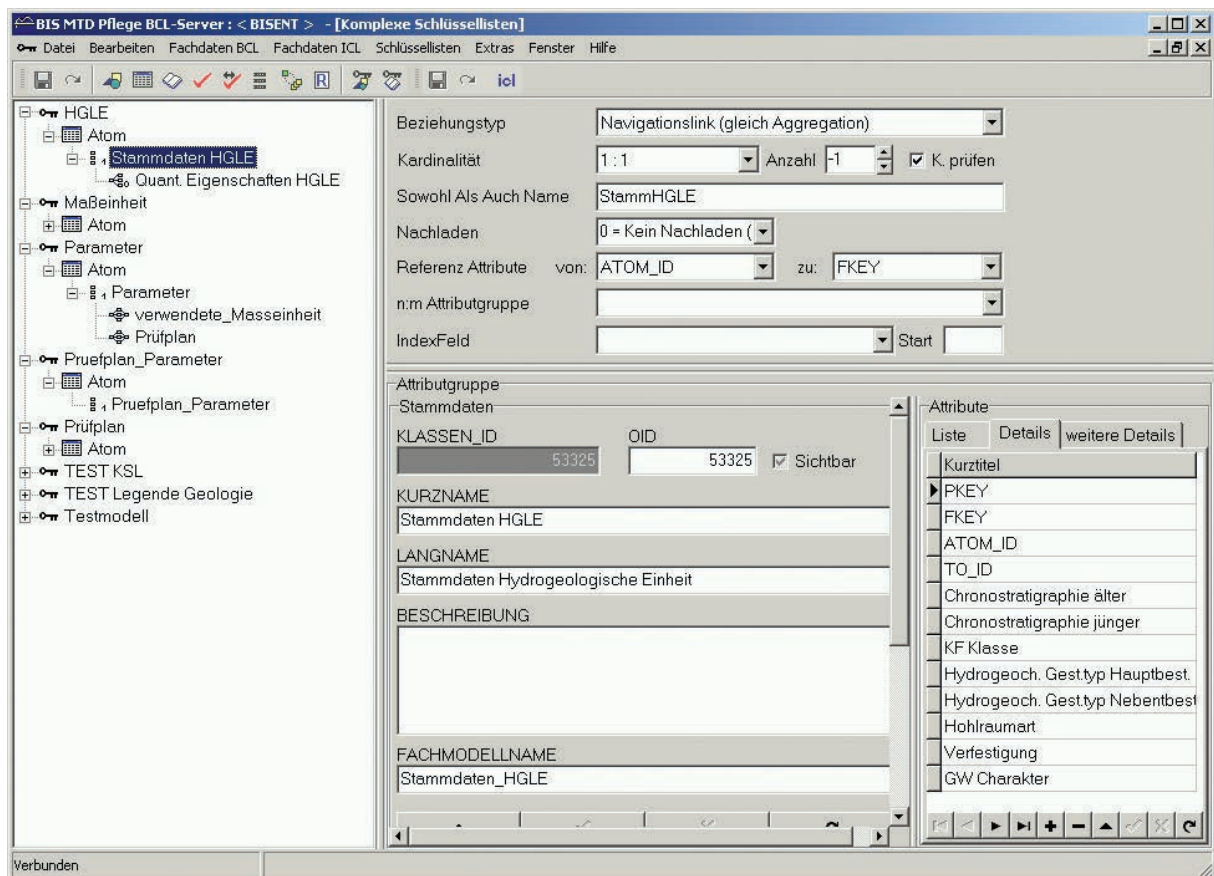 BIS MTD Pflege BCL-Server : < BISENT > - [Komplexe Schlüssellisten]
Datei Bearbeiten Fachdaten BCL Fachdaten ICL Schlüssellisten Extras Fenster Hilfe
R icl
HGLE
Atom
Stammdaten HGLE
Quant. Eigenschaften HGLE
Maßeinheit
Atom
Parameter
Atom
Parameter
verwendete_Masseinheit
Prüfplan
Pruefplan_Parameter
Atom
Pruefplan_Parameter
Prüfplan
Atom
TEST KSL
TEST Legende Geologie
Testmodell
Beziehungstyp Navigationslink (gleich Aggregation)
Kardinalität 1 : 1 Anzahl -1 K. prüfen
Sowohl Als Auch Name StammHGLE
Nachladen 0 = Kein Nachladen (
Referenz Attribute von: ATOM_ID zu: FKEY
n:m Attributgruppe
IndexFeld Start
Attributgruppe
Stammdaten
KLASSEN_ID OID
53325 53325 Sichtbar
KURZNAME
Stammdaten HGLE
LANGNAME
Stammdaten Hydrogeologische Einheit
BESCHREIBUNG
FACHMODELLNAME
Stammdaten_HGLE
Attribute
Liste Details weitere Details
Kurztitel
PKEY
FKEY
ATOM_ID
TO_ID
Chronostratigraphie älter
Chronostratigraphie jünger
KF Klasse
Hydrogeoch. Gest.typ Hauptbest.
Hydrogeoch. Gest.typ Nebentbest
Hohlraumart
Verfestigung
GW Charakter
Verbunden